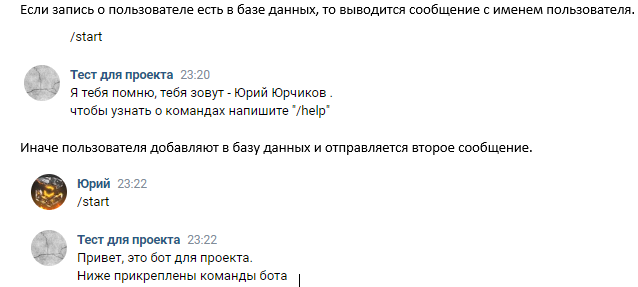 Если запись о пользователе есть в базе данных, то выводится сообщение с именем пользователя.
/start
Тест для проекта 23:20
Я тебя помню, тебя зовут - Юрий Юрчиков .
чтобы узнать о командах напишите "/help"
Иначе пользователя добавляют в базу данных и отправляется второе сообщение.
Юрий 23:22
/start
Тест для проекта 23:22
Привет, это бот для проекта.
Ниже прикреплены команды бота